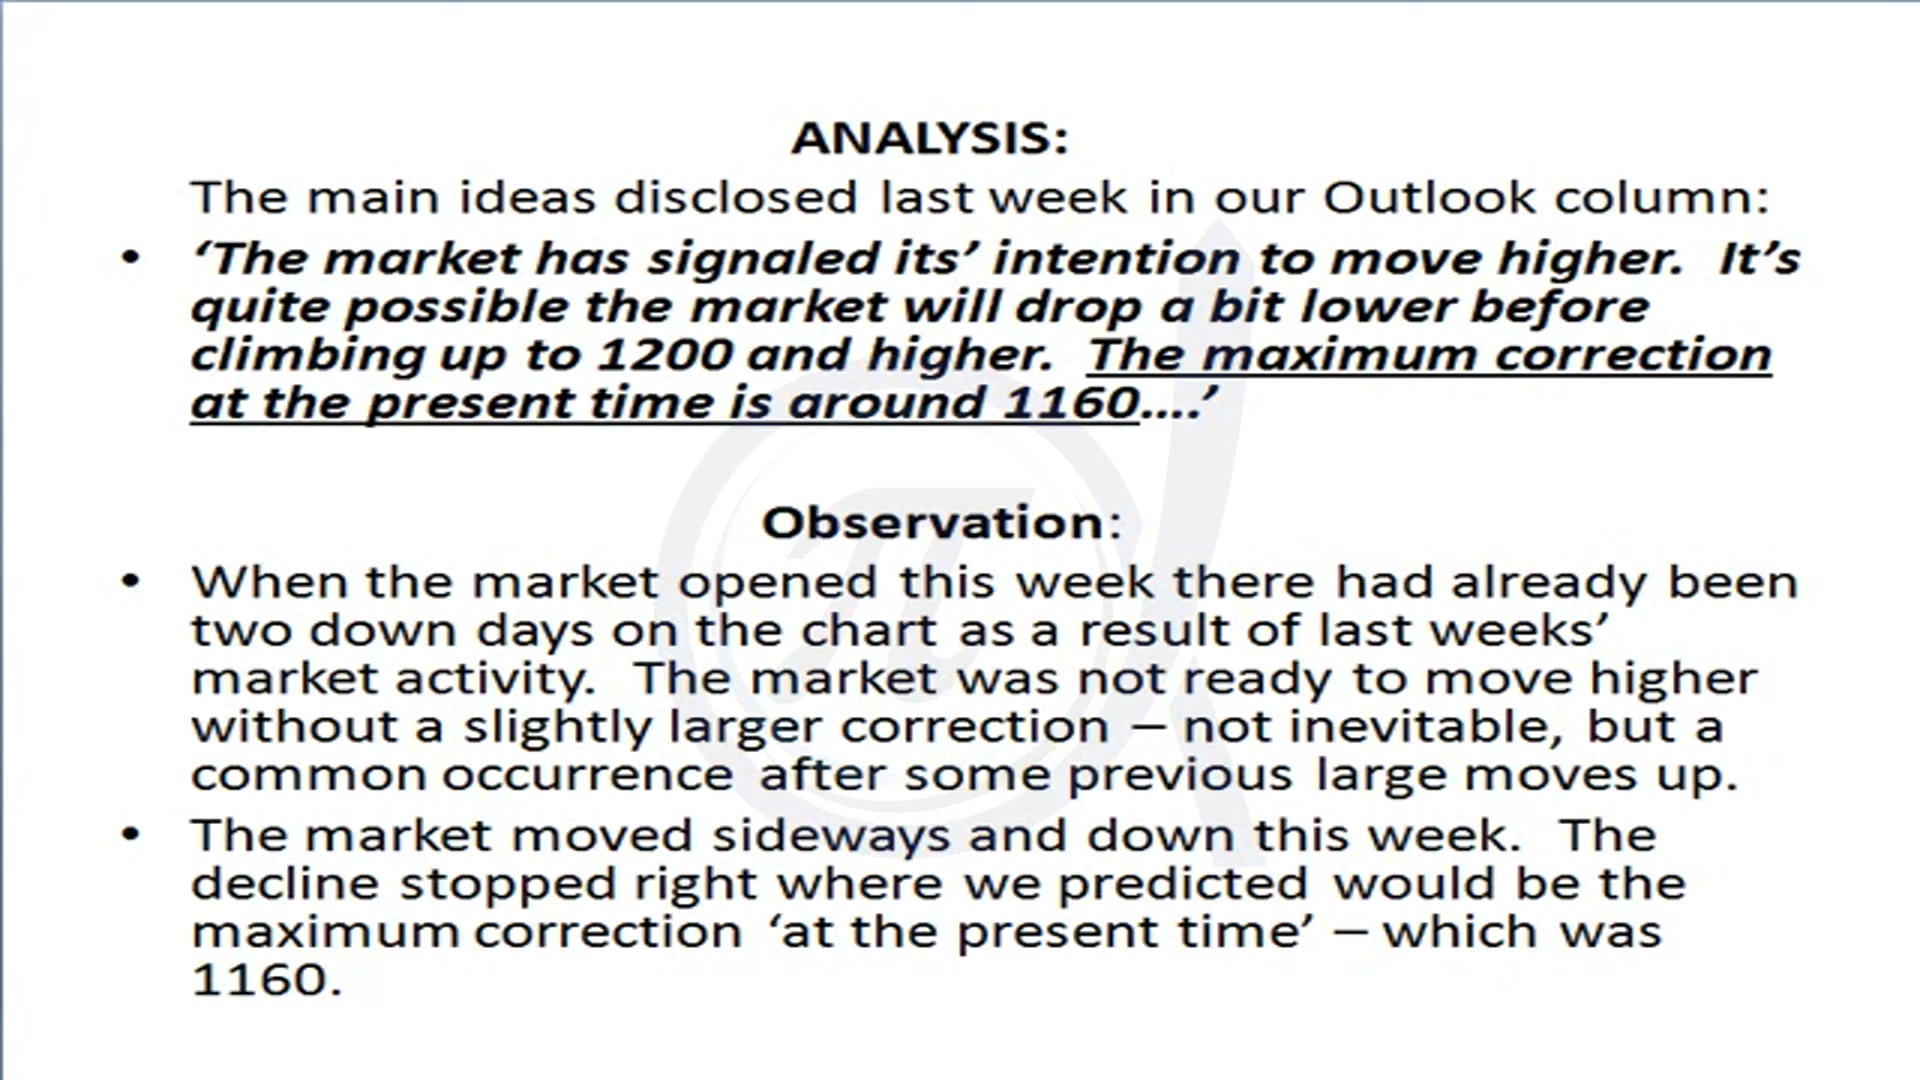 ANALYSIS:
The main ideas disclosed last week in our Outlook column:
• ‘The market has signaled its’ intention to move higher.  It’s
quite possible the market will drop a bit lower before
climbing up to 1200 and higher.  The maximum correction
at the present time is around 1160….’
Observation:
• When the market opened this week there had already been
two down days on the chart as a result of last weeks’
market activity.  The market was not ready to move higher
without a slightly larger correction – not inevitable, but a
common occurrence after some previous large moves up.
• The market moved sideways and down this week.  The
decline stopped right where we predicted would be the
maximum correction ‘at the present time’ – which was
1160.